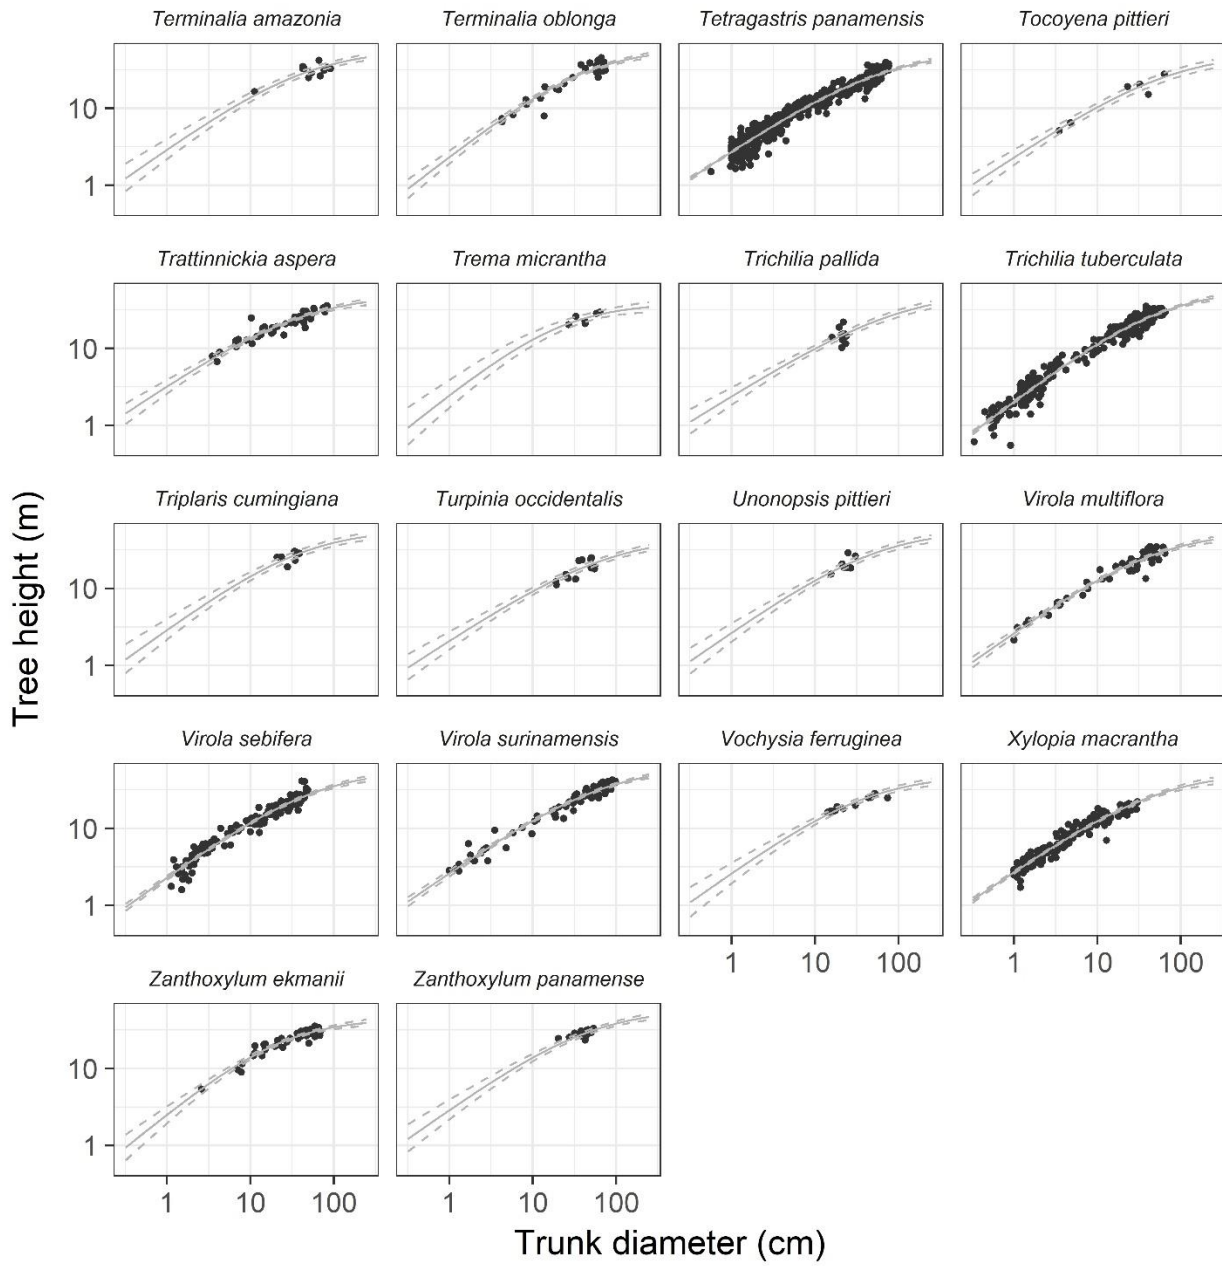 Terminalia amazonia
Terminalia oblonga
Tetragastris panamensis
Tocoyena pittieri
10
1
Trattinnickia aspera
Trema micrantha
Trichilia pallida
Trichilia tuberculata
10
1
Triplaris cumingiana
Turpinia occidentalis
Unonopsis pittieri
Virola multiflora
10
1
Tree height (m)
Virola sebifera
Virola surinamensis
Vochysia ferruginea
Xylopia macrantha
10
1
1 10 100
1 10 100
Zanthoxylum ekmanii
Zanthoxylum panamense
10
1
1 10 100
1 10 100
Trunk diameter (cm)